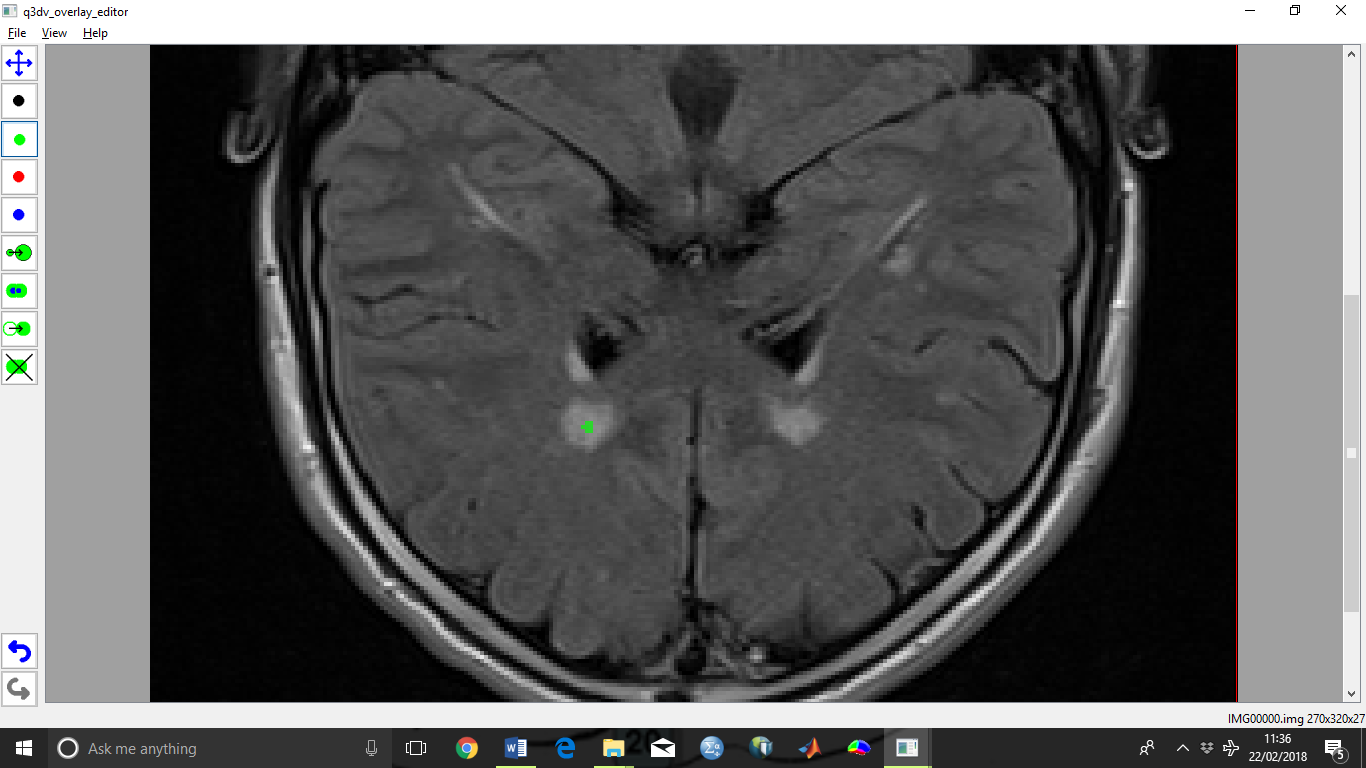 q3dv_overlay_editor
File View Help
IMG00000.img 270x320x27
Ask me anything
11:36
22/02/2018
5